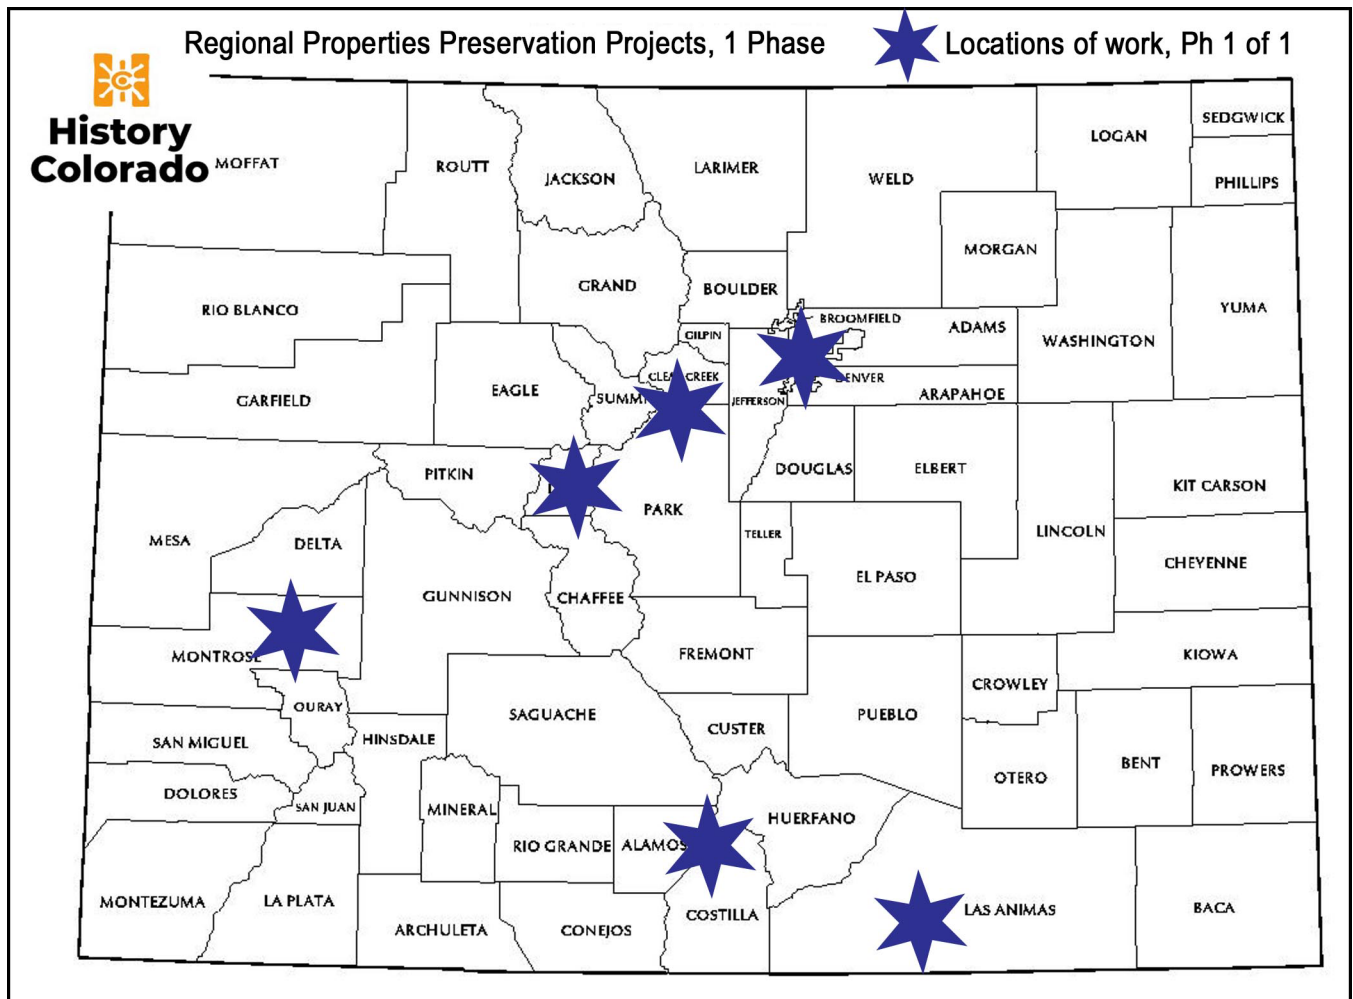 Regional Properties Preservation Projects, 1 Phase
Locations of work, Ph 1 of 1
History
Colorado
MOFFAT
ROUTT
JACKSON
LARIMER
WELD
LOGAN
SEDGWICK
PHILLIPS
MORGAN
RIO BLANCO
GRAND
BOULDER
BROOMFIELD
ADAMS
WASHINGTON
YUMA
GILPIN
GARFIELD
EAGLE
SUMMI
CLEA CREEK
JEFFERSON
DENVER
ARAPAHOE
PITKIN
PARK
DOUGLAS
ELBERT
KIT CARSON
MESA
DELTA
TELLER
LINCOLN
CHEYENNE
GUNNISON
CHAFFEE
EL PASO
MONTROSE
FREMONT
KIOWA
OURAY
SAGUACHE
CROWLEY
SAN MIGUEL
HINSDALE
CUSTER
PUEBLO
OTERO
BENT
PROWERS
DOLORES
SAN JUAN
MINERAL
RIO GRANDE
ALAMOS
HUERFANO
MONTEZUMA
LA PLATA
ARCHULETA
CONEJOS
COSTILLA
LAS ANIMAS
BACA